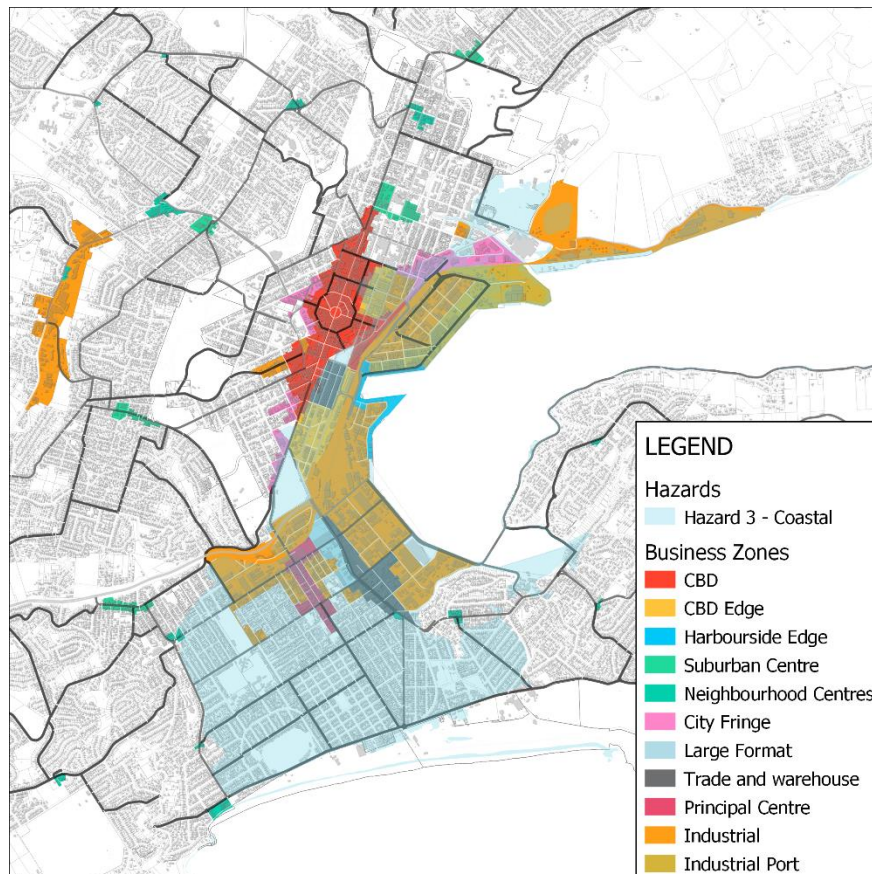 LEGEND
Hazards
Hazard 3 - Coastal
Business Zones
CBD
CBD Edge
Harbourside Edge
Suburban Centre
Neighbourhood Centres
City Fringe
Large Format
Trade and warehouse
Principal Centre
Industrial
Industrial Port